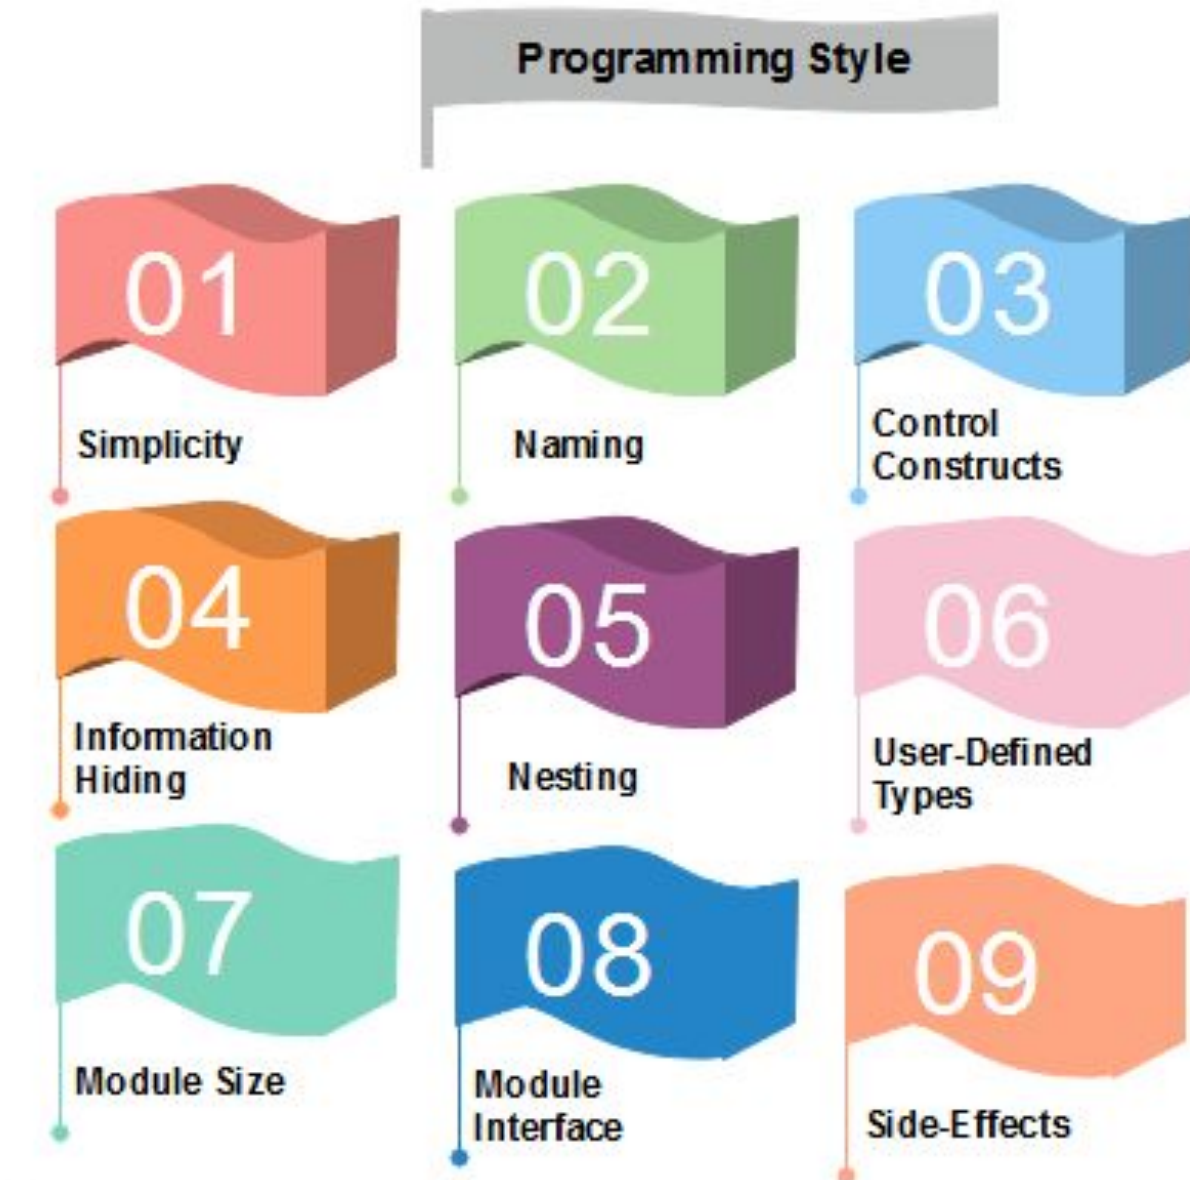 Programming Style
01
02
03
Simplicity
Naming
Control
Constructs
04
05
06
Information
Hiding
Nesting
User-Defined
Types
07
08
09
Module Size
Module
Interface
Side-Effects